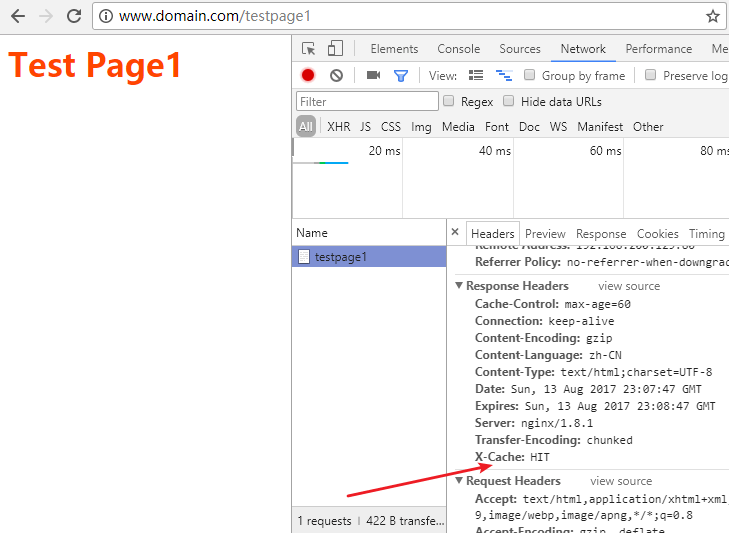 www.domain.com/testpage1
Test Page1
Elements Console Sources Network Performance Me
View: Group by frame Preserve log
Filter Regex Hide data URLs
All XHR JS CSS Img Media Font Doc WS Manifest Other
20 ms 40 ms 60 ms 80 ms
Name
testpage1
× Headers Preview Response Cookies Timing
Remote Address: 192.168.200.129:80
Referrer Policy: no-referrer-when-downgrad
Response Headers view source
Cache-Control: max-age=60
Connection: keep-alive
Content-Encoding: gzip
Content-Language: zh-CN
Content-Type: text/html;charset=UTF-8
Date: Sun, 13 Aug 2017 23:07:47 GMT
Expires: Sun, 13 Aug 2017 23:08:47 GMT
Server: nginx/1.8.1
Transfer-Encoding: chunked
X-Cache: HIT
Request Headers view source
Accept: text/html,application/xhtml+xml,
9,image/webp,image/apng,*/*;q=0.8
Accept-Encoding: gzip, deflate
1 requests 422 B transfe...